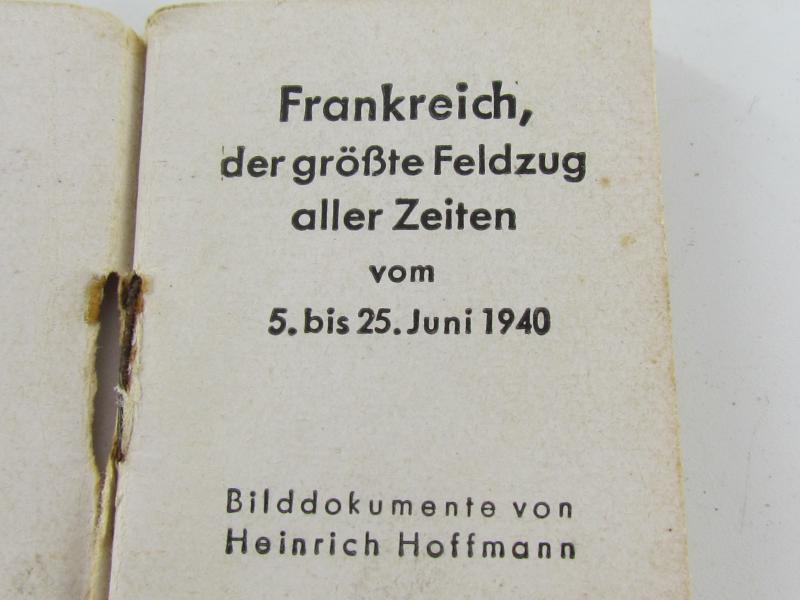 Frankreich,
der größte Feldzug
aller Zeiten
vom
5. bis 25. Juni 1940
Bilddokumente von
Heinrich Hoffmann